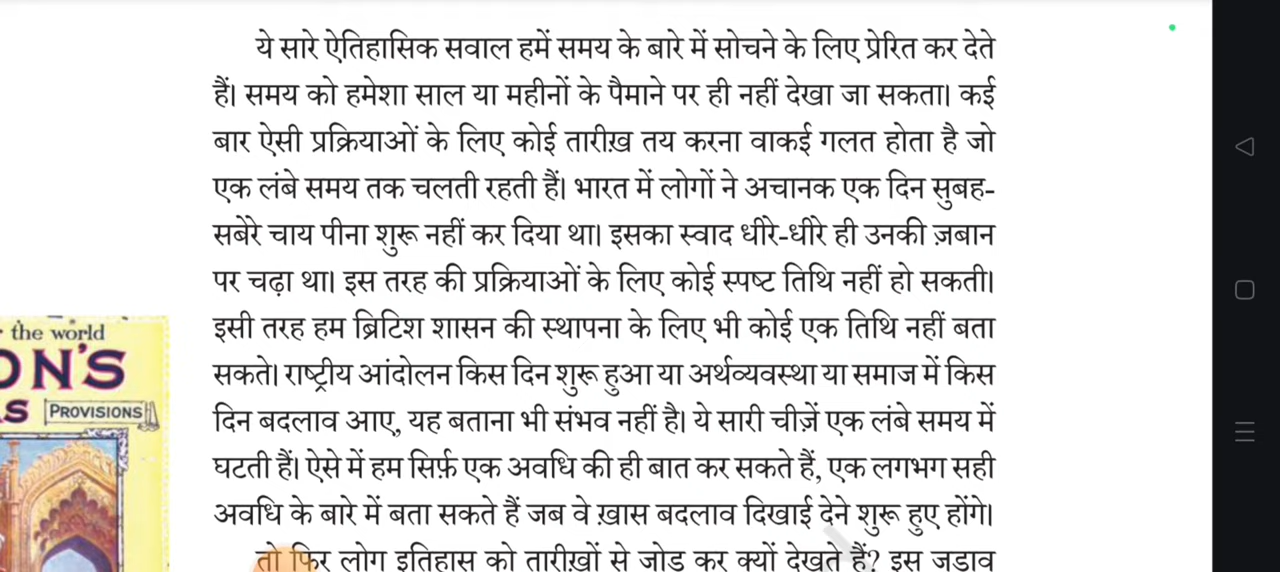 ये सारे ऐतिहासिक सवाल हमें समय के बारे में सोचने के लिए प्रेरित कर देते
हैं। समय को हमेशा साल या महीनों के पैमाने पर ही नहीं देखा जा सकता। कई
बार ऐसी प्रक्रियाओं के लिए कोई तारीख़ तय करना वाकई गलत होता है जो
एक लंबे समय तक चलती रहती हैं। भारत में लोगों ने अचानक एक दिन सुबह-
सबेरे चाय पीना शुरू नहीं कर दिया था। इसका स्वाद धीरे-धीरे ही उनकी ज़बान
पर चढ़ा था। इस तरह की प्रक्रियाओं के लिए कोई स्पष्ट तिथि नहीं हो सकती।
इसी तरह हम ब्रिटिश शासन की स्थापना के लिए भी कोई एक तिथि नहीं बता
सकते। राष्ट्रीय आंदोलन किस दिन शुरू हुआ या अर्थव्यवस्था या समाज में किस
दिन बदलाव आए, यह बताना भी संभव नहीं है। ये सारी चीज़ें एक लंबे समय में
घटती हैं। ऐसे में हम सिर्फ़ एक अवधि की ही बात कर सकते हैं, एक लगभग सही
अवधि के बारे में बता सकते हैं जब वे ख़ास बदलाव दिखाई देने शुरू हुए होंगे।
तो फिर लोग इतिहास को तारीख़ों से जोड़ कर क्यों देखते हैं? इस जुड़ाव
the world
ON'S
AS PROVISIONS